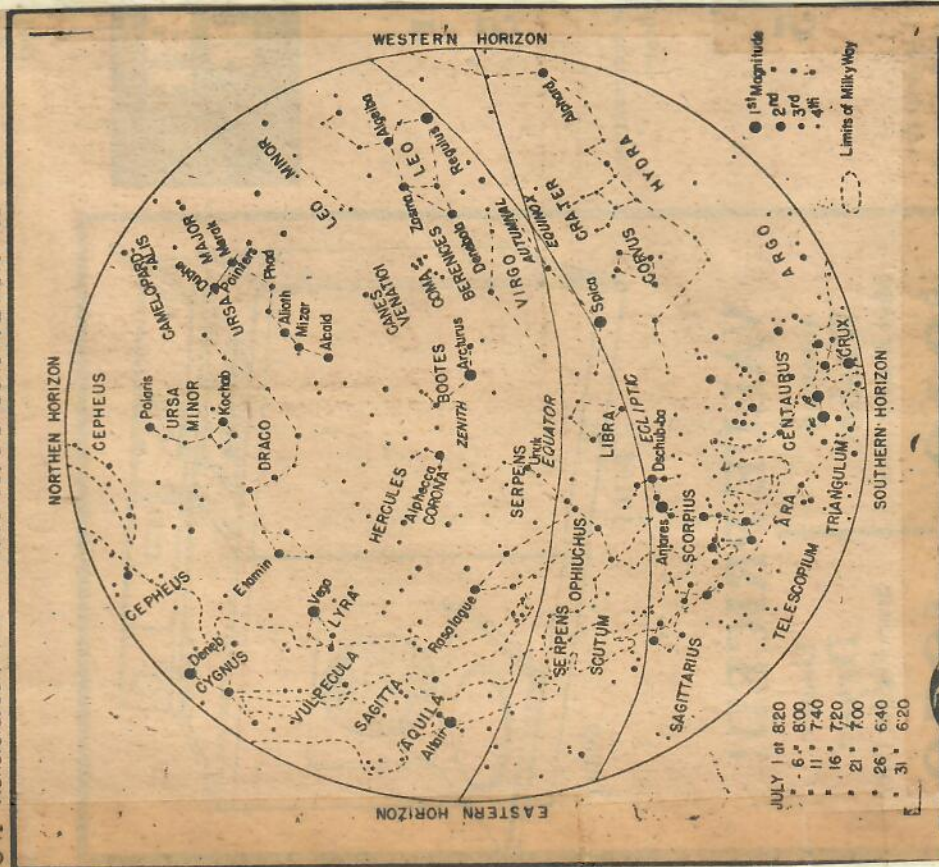 WESTERN HORIZON
NORTHEN HORIZON
CEPHEUS
CAMELOPARD-
ALIS
URSA MAJOR
Dubhe
Merak
Pointers
Phad
Alioth
Mizar
Alcaid
LEO MINOR
Algeiba
LEO
Regulus
Zosma
Denebola
COMA
BERENICES
CANES
VENATICI
Polaris
URSA
MINOR
Kochab
DRACO
BOOTES
Arcturus
ZENITH
VIRGO
AUTUMNAL
EQUINOX
CRATER
Alphard
HYDRA
CORVUS
Spica
ARGO
1st Magnitude
2nd "
3rd "
4th "
Limits of Milky Way
CEPHEUS
Etamin
HERCULES
Alphecca
CORONA
SERPENS
Unuk
EQUATOR
LIBRA
ECLIPTIC
Dschub-ba
CENTAURUS
CRUX
SOUTHERN HORIZON
Deneb
CYGNUS
Vega
LYRA
VULPECULA
SAGITTA
AQUILA
Altair
Rasalague
OPHIUCHUS
SERPENS
SCUTUM
Antares
SCORPIUS
ARA
TRIANGULUM
TELESCOPIUM
SAGITTARIUS
EASTERN HORIZON
JULY 1 at 8:20
" 6 " 8:00
" 11 " 7:40
" 16 " 7:20
" 21 " 7:00
" 26 " 6:40
" 31 " 6:20